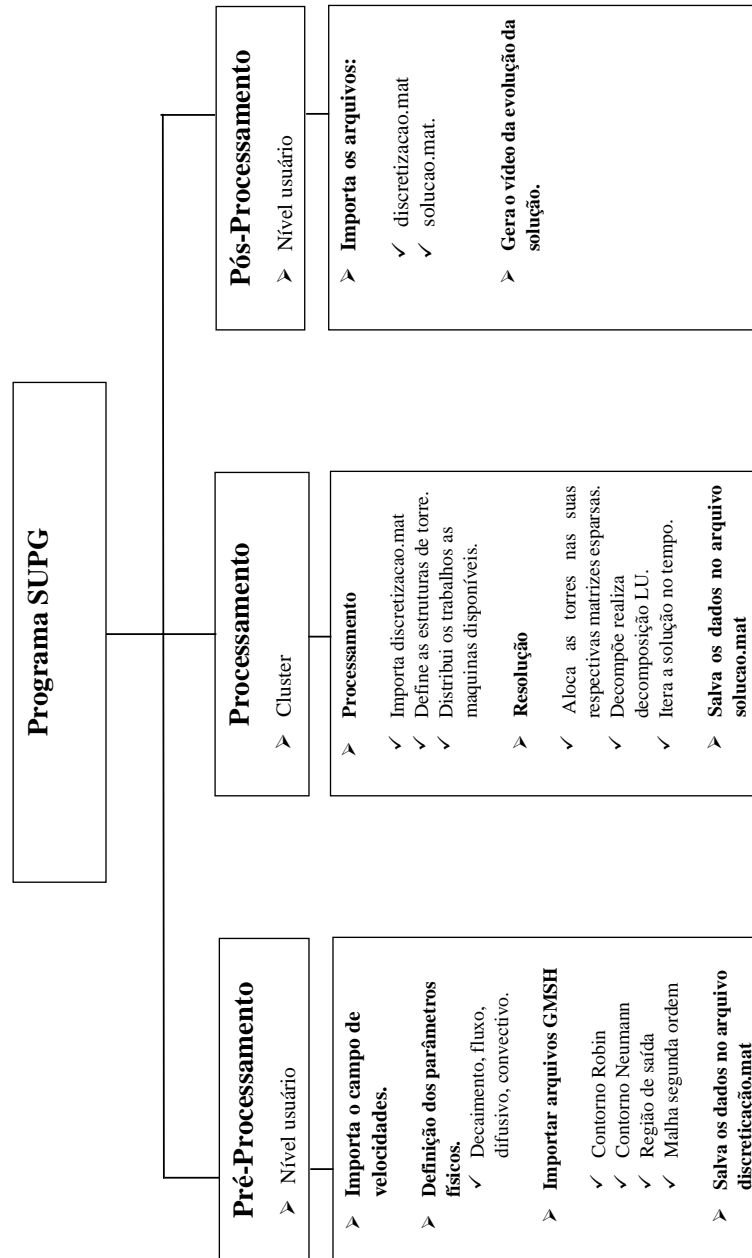 Programa SUPG
Pré-Processamento
➢ Nível usuário
➢ Importa o campo de
velocidades.
➢ Definição dos parâmetros
físicos.
✓ Decaimento, fluxo,
difusivo, convectivo.
➢ Importar arquivos GMSH
✓ Contorno Robin
✓ Contorno Neumann
✓ Região de saída
✓ Malha segunda ordem
➢ Salva os dados no arquivo
discreticacão.mat
Processamento
➢ Cluster
➢ Processamento
✓ Importa discretizacao.mat
✓ Define as estruturas de torre.
✓ Distribui os trabalhos as
maquinas disponíveis.
➢ Resolução
✓ Aloca as torres nas suas
respectivas matrizes esparsas.
✓ Decompõe realiza
decomposição LU.
✓ Itera a solução no tempo.
➢ Salva os dados no arquivo
solucao.mat
Pós-Processamento
➢ Nível usuário
➢ Importa os arquivos:
✓ discretizacao.mat
✓ solucao.mat.
➢ Gera o vídeo da evolução da
solução.